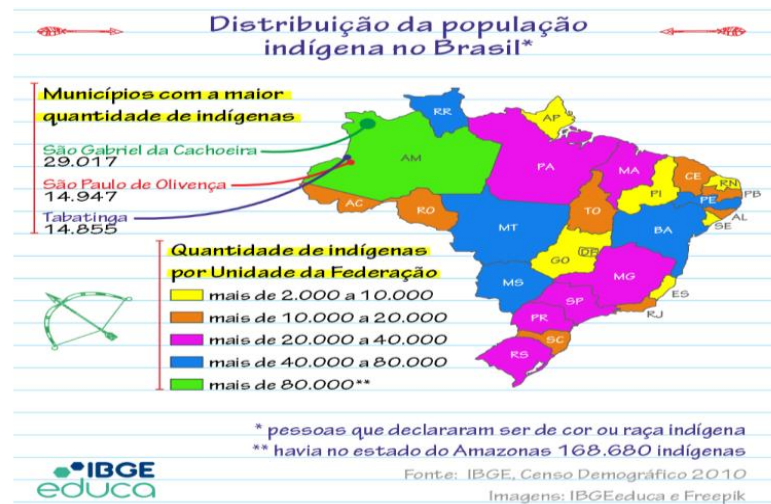 Distribuição da população
indígena no Brasil*
Municípios com a maior
quantidade de indígenas
São Gabriel da Cachoeira
29.017
São Paulo de Olivença
14.947
Tabatinga
14.855
Quantidade de indígenas
por Unidade da Federação
mais de 2.000 a 10.000
mais de 10.000 a 20.000
mais de 20.000 a 40.000
mais de 40.000 a 80.000
mais de 80.000**
RR
AP
AM
PA
MA
CE
RN
PI
PB
PE
AC
RO
TO
AL
SE
MT
BA
GO
DF
MG
MS
ES
SP
RJ
PR
SC
RS
* pessoas que declararam ser de cor ou raça indígena
** havia no estado do Amazonas 168.680 indígenas
Fonte: IBGE, Censo Demográfico 2010
Imagens: IBGEeduca e Freepik
IBGE
educa